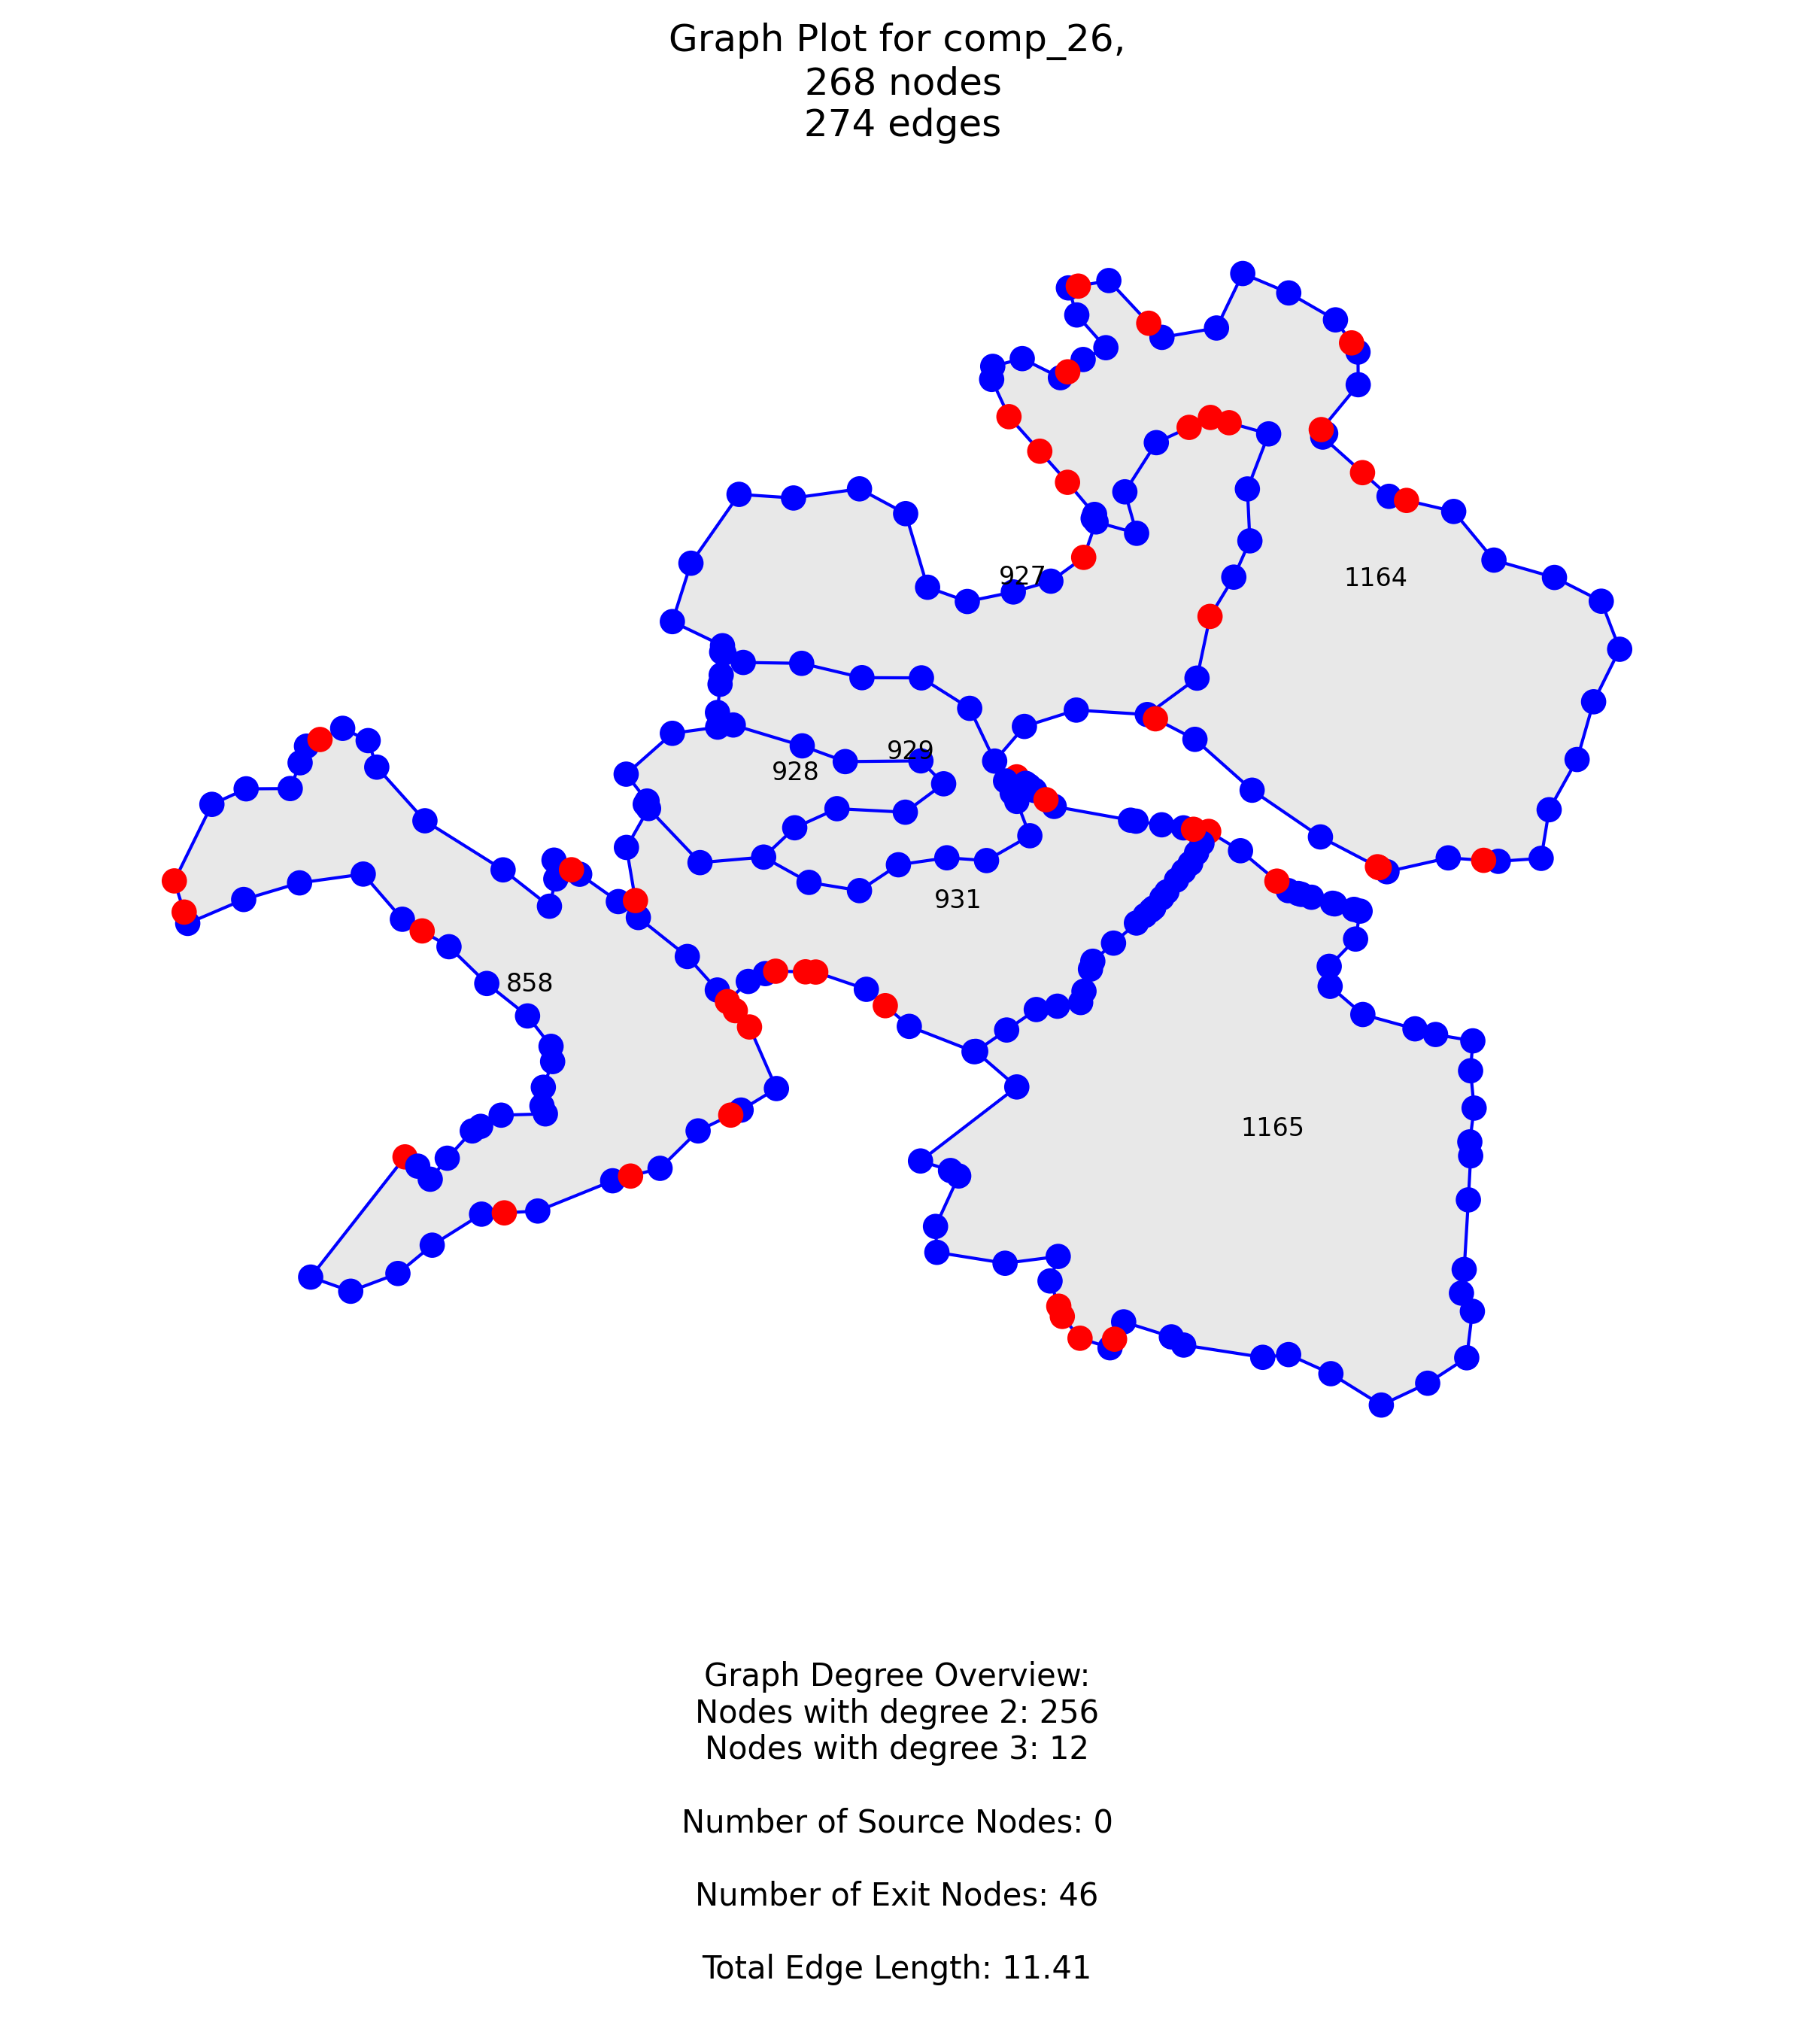 Graph Plot for comp_26,
268 nodes
274 edges
927
1164
929
928
931
858
1165
Graph Degree Overview:
Nodes with degree 2: 256
Nodes with degree 3: 12
Number of Source Nodes: 0
Number of Exit Nodes: 46
Total Edge Length: 11.41